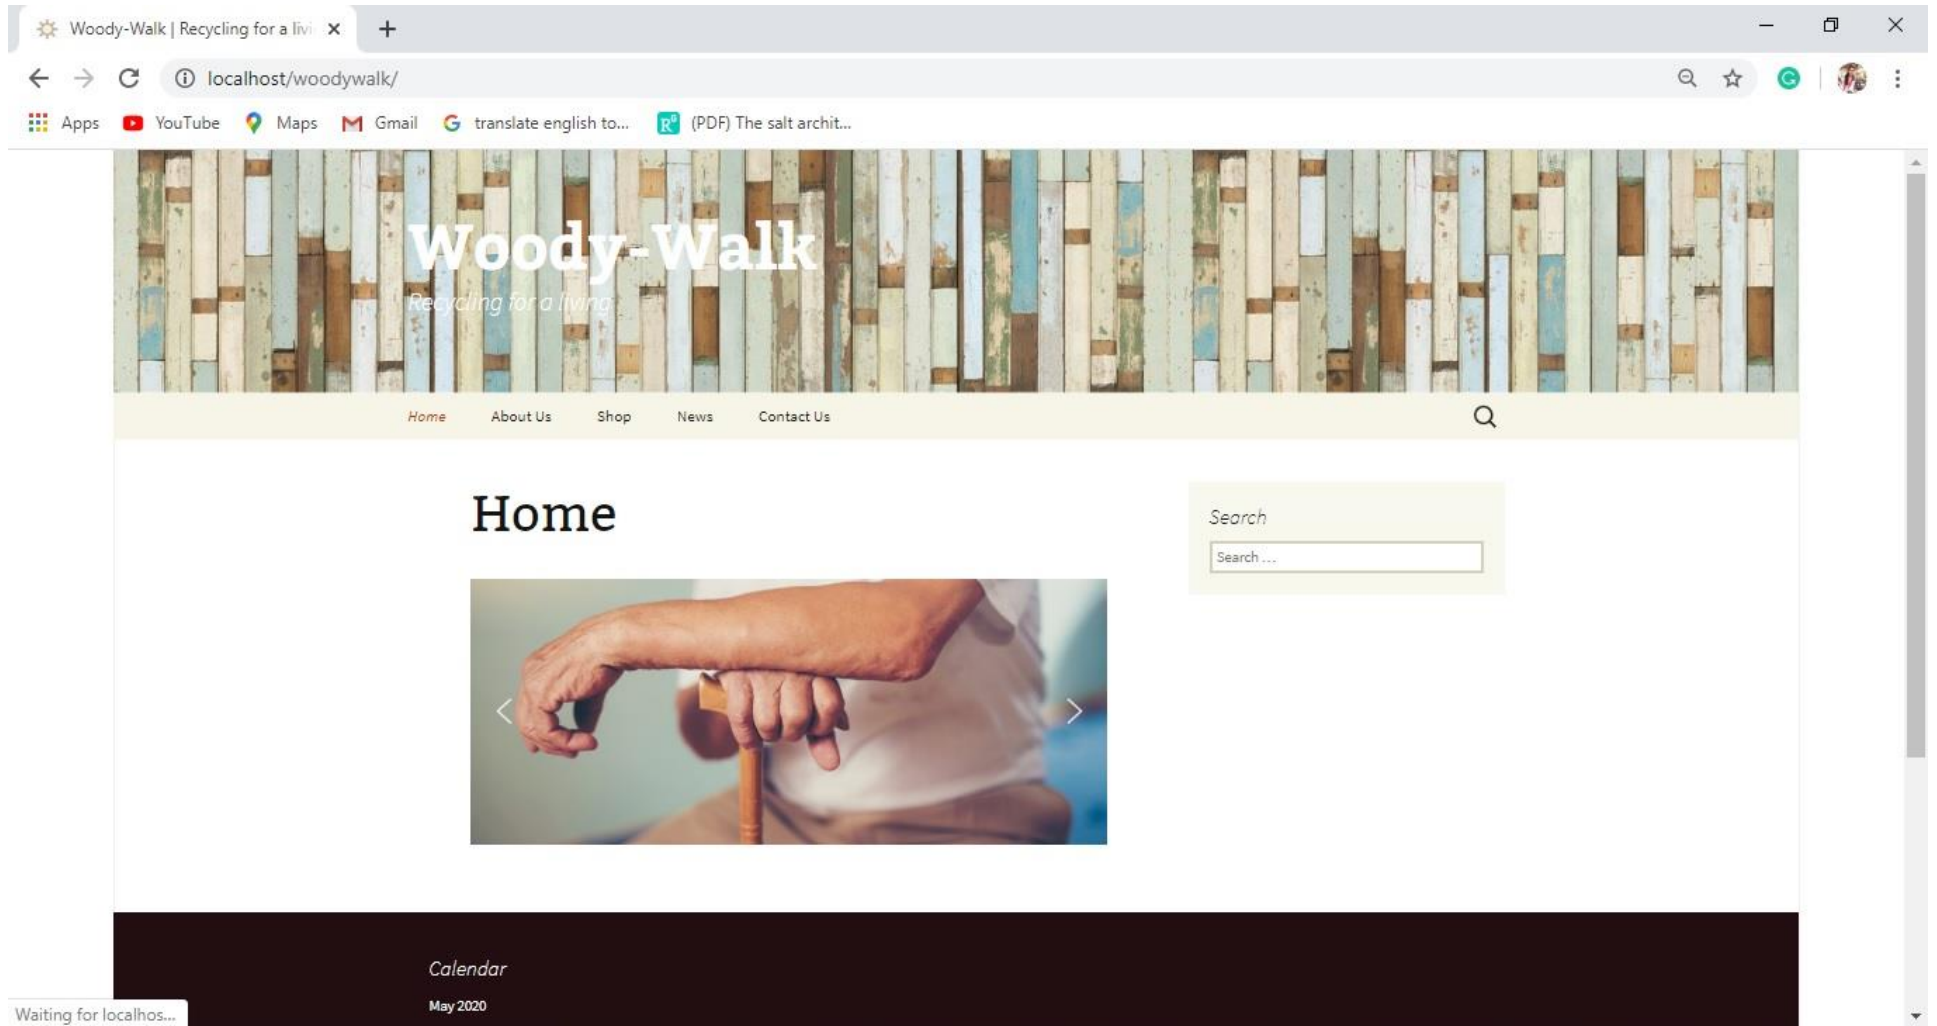 Woody-Walk | Recycling for a livi
localhost/woodywalk/
Apps YouTube Maps Gmail translate english to... (PDF) The salt archit...
Woody-Walk
Recycling for a living
Home About Us Shop News Contact Us
Home
Search
Search ...
Calendar
May 2020
Waiting for localhos...